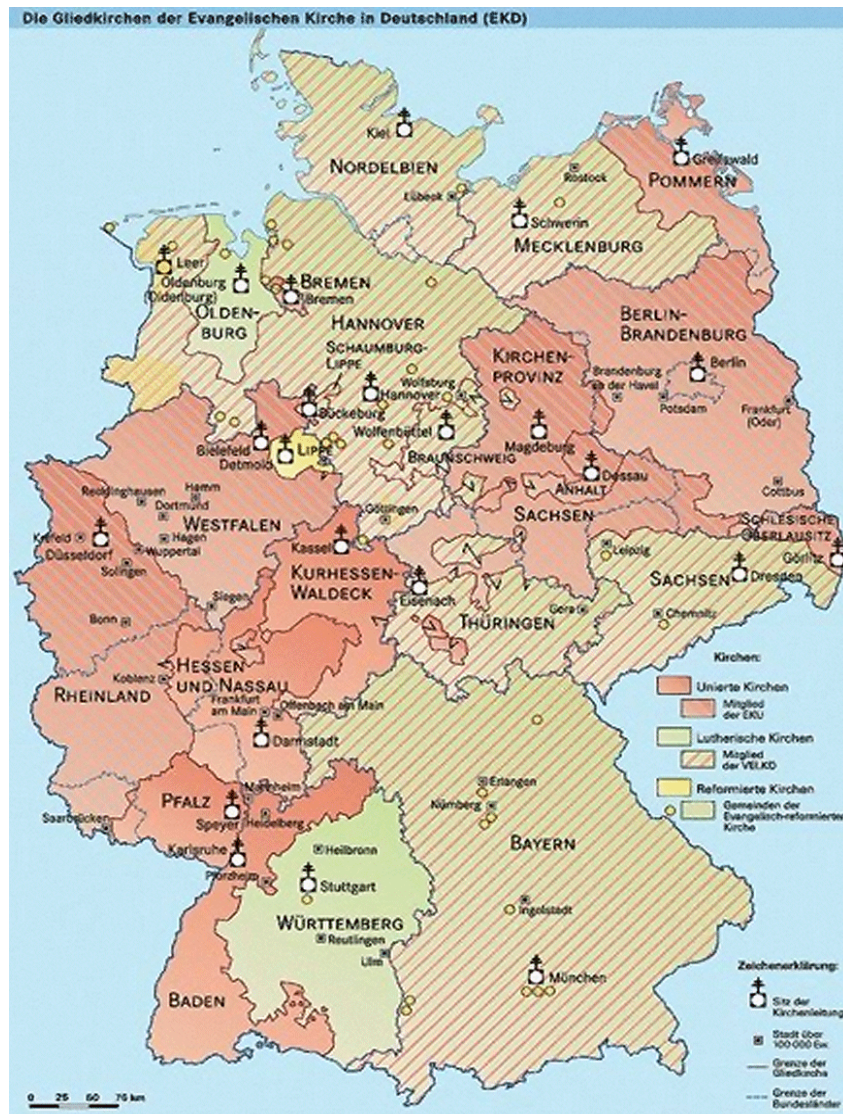 Die Gliedkirchen der Evangelischen Kirche in Deutschland (EKD)
Kiel
NORDELBIEN
Lübeck
Rostock
Greifswald
POMMERN
Schwerin
MECKLENBURG
Leer
Oldenburg
(Oldenburg)
OLDEN-
BURG
BREMEN
Bremen
HANNOVER
SCHAUMBURG-
LIPPE
Wolfsburg
Hannover
Bückeburg
Wolfenbüttel
BRAUNSCHWEIG
KIRCHEN-
PROVINZ
Magdeburg
BERLIN-
BRANDENBURG
Berlin
Brandenburg
an der Havel
Potsdam
Frankfurt
(Oder)
Cottbus
Bielefeld
Detmold
LIPPE
Dessau
ANHALT
SACHSEN
Recklinghausen
Hamm
Dortmund
WESTFALEN
Krefeld
Düsseldorf
Hagen
Wuppertal
Solingen
Göttingen
Kassel
KURHESSEN-
WALDECK
Eisenach
THÜRINGEN
Gera
Leipzig
SCHLESISCHE
OBERLAUSITZ
Görlitz
SACHSEN
Dresden
Chemnitz
Siegen
Bonn
Koblenz
RHEINLAND
HESSEN
UND NASSAU
Frankfurt
am Main
Offenbach am Main
Darmstadt
Mannheim
PFALZ
Speyer
Heidelberg
Saarbrücken
Karlsruhe
Pforzheim
Heilbronn
Stuttgart
WÜRTTEMBERG
Reutlingen
Ulm
BADEN
Erlangen
Nürnberg
BAYERN
Ingolstadt
München
Kirchen:
Unierte Kirchen
Mitglied
der EKU
Lutherische Kirchen
Mitglied
der VELKD
Reformierte Kirchen
Gemeinden der
Evangelisch-reformierten
Kirche
Zeichenerklärung:
Sitz der
Kirchenleitung
Stadt über
100 000 Ew.
Grenze der
Gliedkirche
Grenze der
Bundesländer
0 25 50 75 km